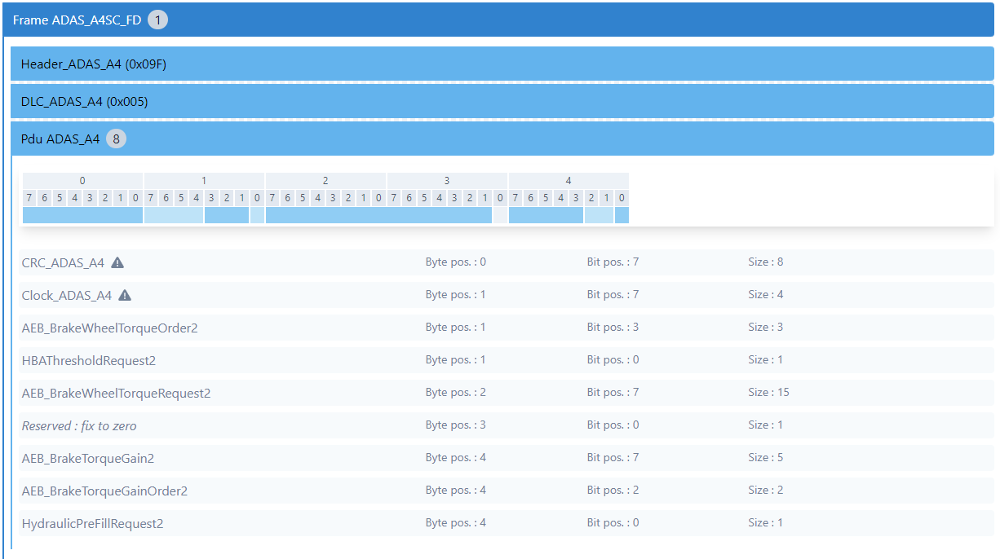 Frame ADAS_A4SC_FD 1
Header_ADAS_A4 (0x09F)
DLC_ADAS_A4 (0x005)
Pdu ADAS_A4 8
0 1 2 3 4
7 6 5 4 3 2 1 0 7 6 5 4 3 2 1 0 7 6 5 4 3 2 1 0 7 6 5 4 3 2 1 0 7 6 5 4 3 2 1 0
CRC_ADAS_A4 Byte pos. : 0 Bit pos. : 7 Size : 8
Clock_ADAS_A4 Byte pos. : 1 Bit pos. : 7 Size : 4
AEB_BrakeWheelTorqueOrder2 Byte pos. : 1 Bit pos. : 3 Size : 3
HBAThresholdRequest2 Byte pos. : 1 Bit pos. : 0 Size : 1
AEB_BrakeWheelTorqueRequest2 Byte pos. : 2 Bit pos. : 7 Size : 15
Reserved : fix to zero Byte pos. : 3 Bit pos. : 0 Size : 1
AEB_BrakeTorqueGain2 Byte pos. : 4 Bit pos. : 7 Size : 5
AEB_BrakeTorqueGainOrder2 Byte pos. : 4 Bit pos. : 2 Size : 2
HydraulicPreFillRequest2 Byte pos. : 4 Bit pos. : 0 Size : 1